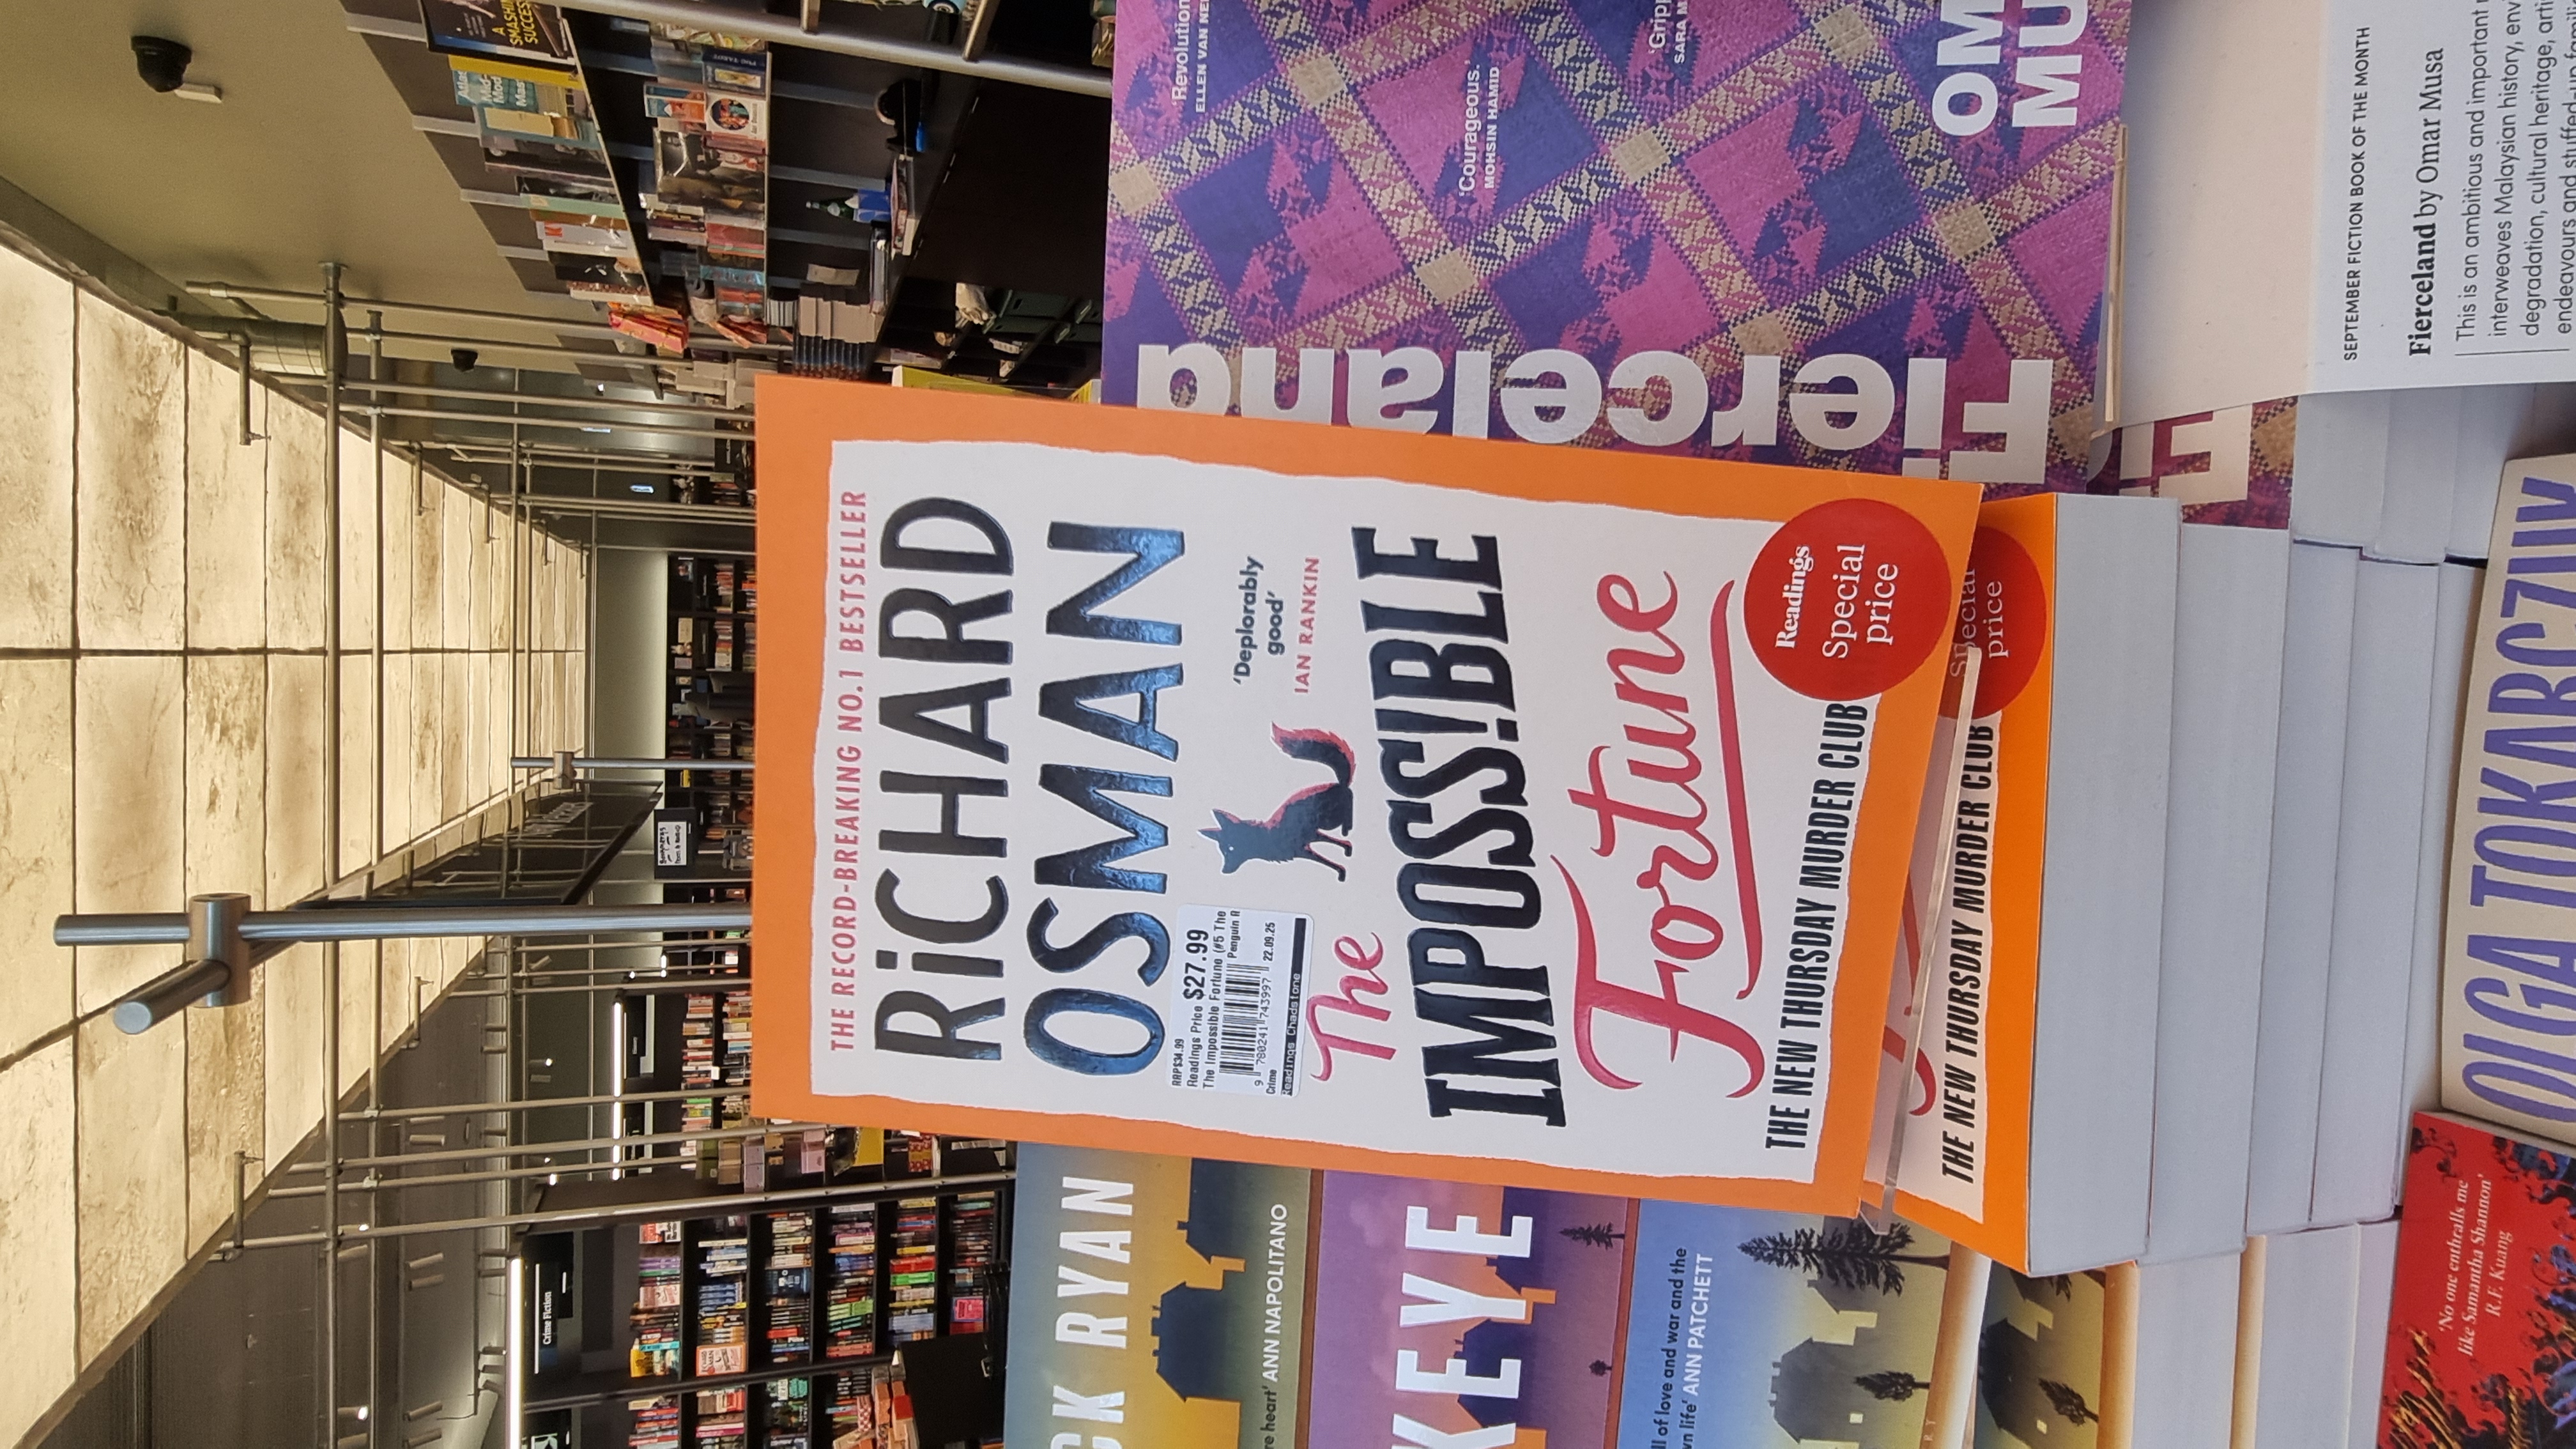 A SMASHING SUCCESS
Crime Fiction
THE RECORD-BREAKING NO.1 BESTSELLER
RiCHARD
OSMAN
'Deplorably
good'
IAN RANKIN
RRP$34.99
Readings Price $27.99
The Impossible Fortune (#5 The
Penguin R
9 780241 743997
Crime 22.09.25
Readings Chadstone
The
IMPOSS!BLE
Fortune
THE NEW THURSDAY MURDER CLUB
Readings
Special
price
Special
price
THE NEW THURSDAY MURDER CLUB
CK RYAN
re heart' ANN NAPOLITANO
KEYE
ll of love and war and the
vn life' ANN PATCHETT
'Revolution
ELLEN VAN NE
'Courageous.'
MOHSIN HAMID
'Gripp
SARA M
Fierceland
OM
MU
SEPTEMBER FICTION BOOK OF THE MONTH
Fierceland by Omar Musa
This is an ambitious and important
interweaves Malaysian history, env
degradation, cultural heritage, arti
endeavours and stuffed
'No one enthralls me
like Samantha Shannon'
R.F. Kuang
OLGA TOKARCZUK